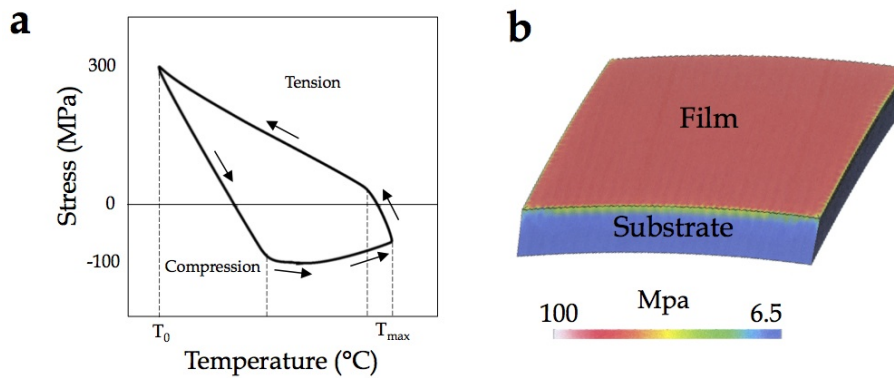 a
300
0
-100
Stress (MPa)
Tension
Compression
T0
Tmax
Temperature (°C)
b
Film
Substrate
100
Mpa
6.5